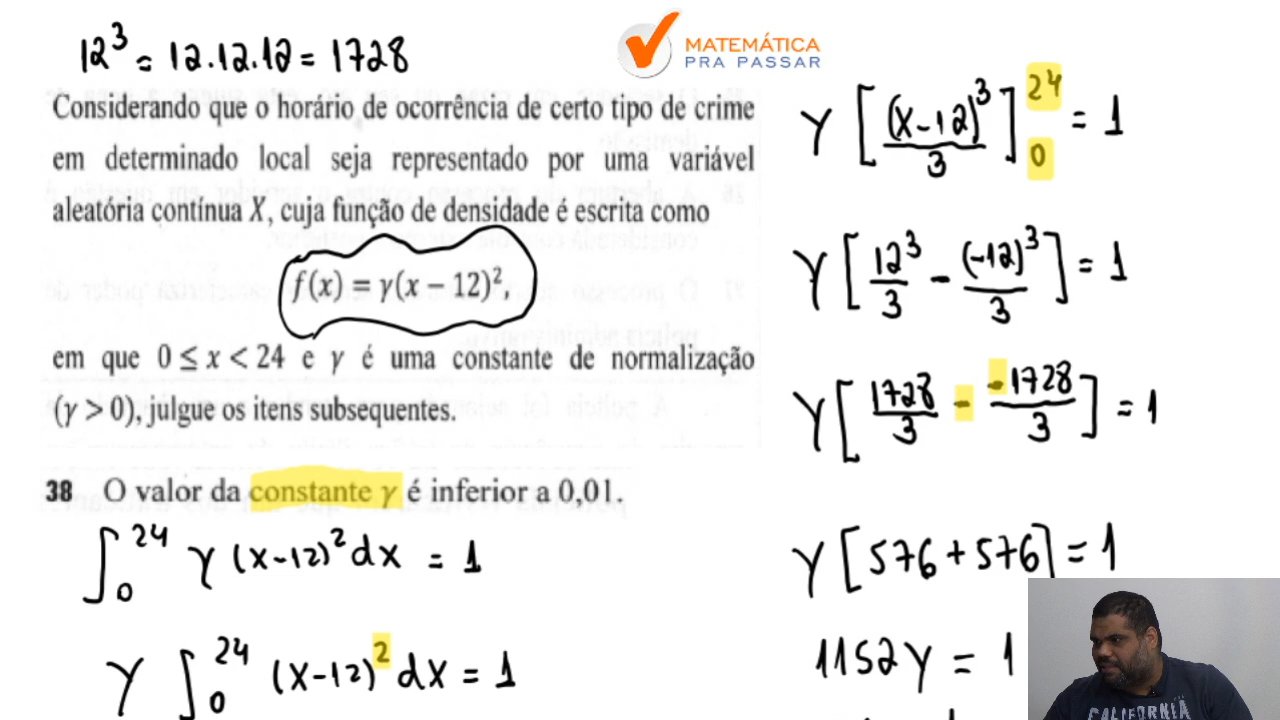 12³ = 12.12.12 = 1728
MATEMÁTICA
PRA PASSAR
Considerando que o horário de ocorrência de certo tipo de crime
em determinado local seja representado por uma variável
aleatória contínua X, cuja função de densidade é escrita como
f(x) = γ(x − 12)²,
em que 0 ≤ x < 24 e γ é uma constante de normalização
(γ > 0), julgue os itens subsequentes.
38 O valor da constante γ é inferior a 0,01.
∫₀²⁴ γ (x-12)² dx = 1
γ ∫₀²⁴ (x-12)² dx = 1
γ [(x-12)³/3]₀²⁴ = 1
γ [12³/3 - (-12)³/3] = 1
γ [1728/3 - -1728/3] = 1
γ [576 + 576] = 1
1152γ = 1
CALIFORNIA